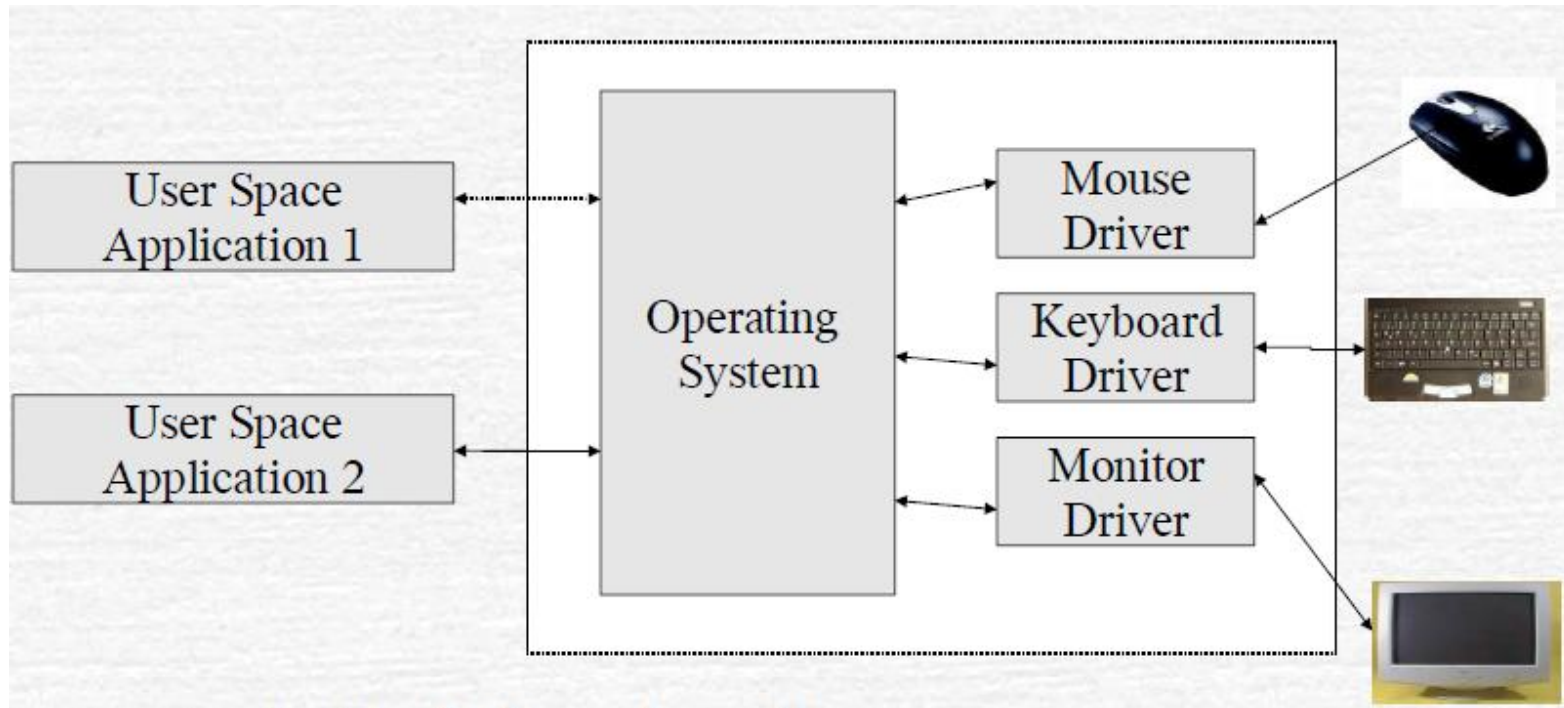 User Space
Application 1
User Space
Application 2
Operating
System
Mouse
Driver
Keyboard
Driver
Monitor
Driver